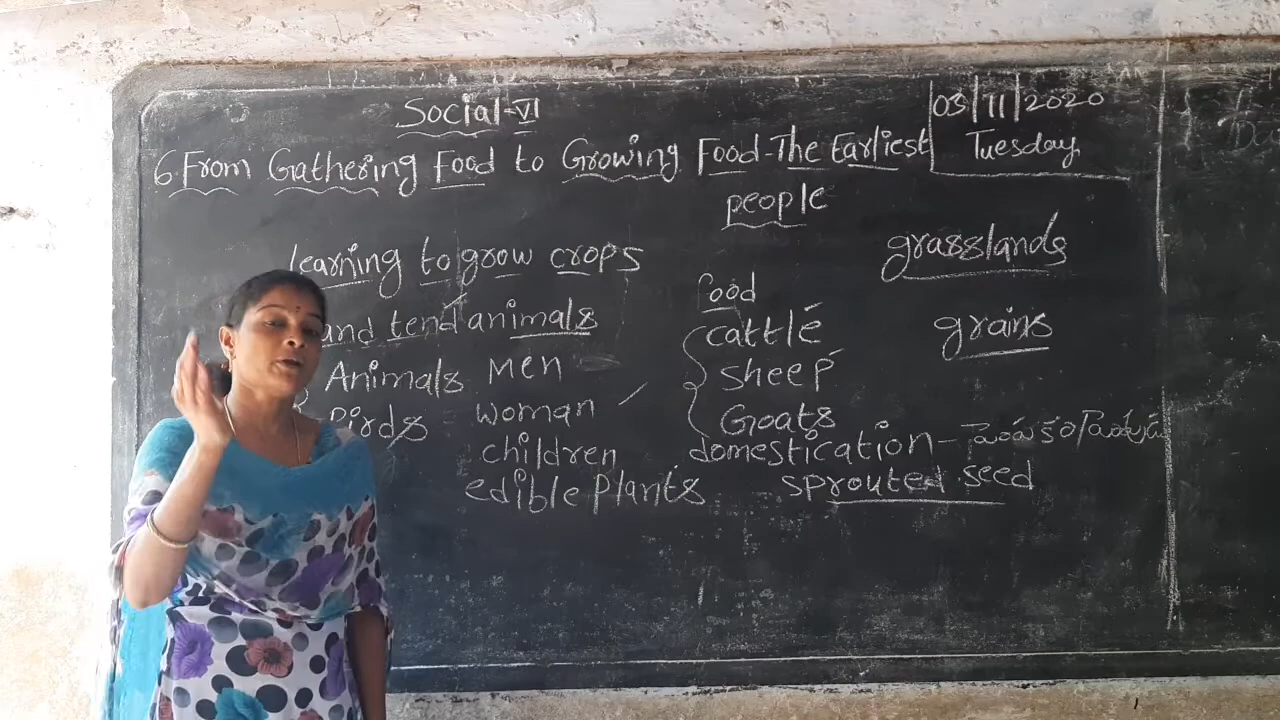 Social-VI
03/11/2020
Tuesday
6. From Gathering Food to Growing Food-The Earliest
people
learning to grow crops
and tend animals
Animals
Birds
Men
woman
children
edible plants
food
cattle
sheep
Goats
domestication -
sprouted seed
grasslands
grains